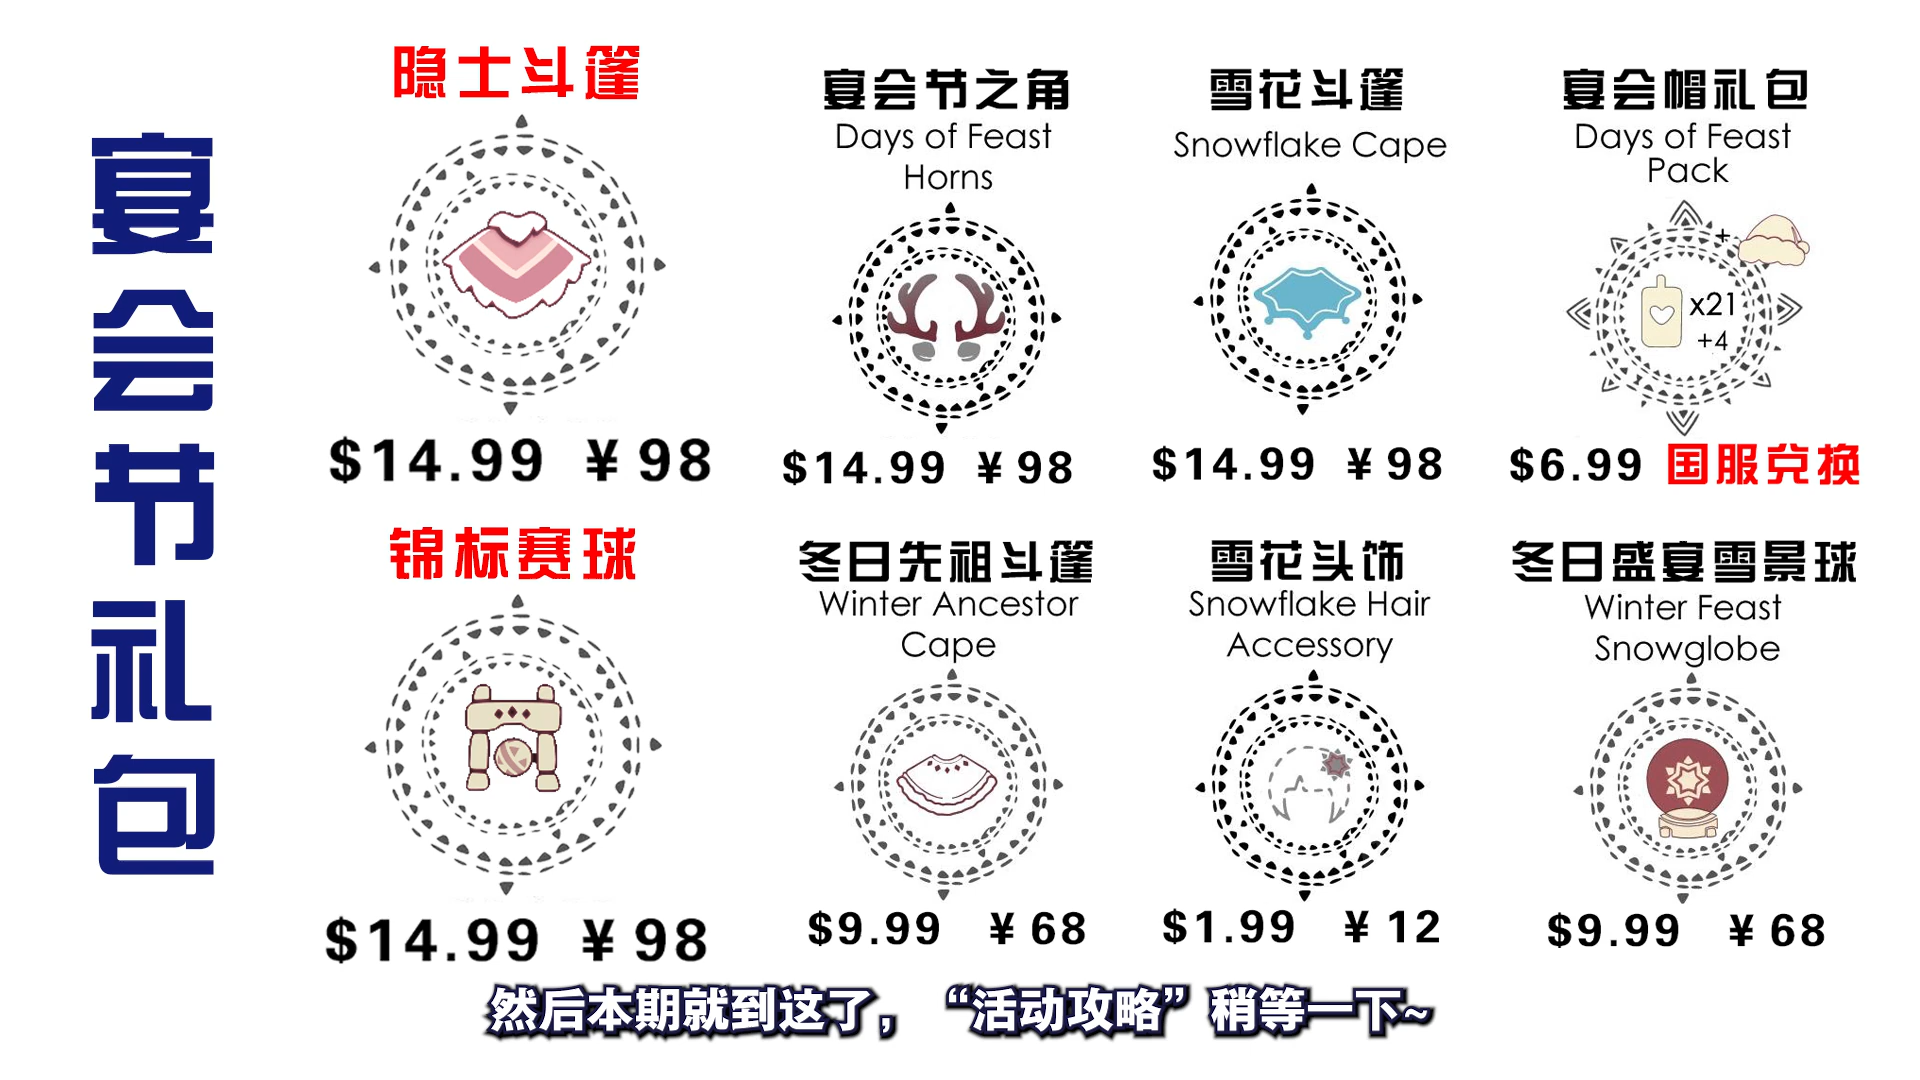 宴会节礼包
隐士斗篷
$14.99 ¥98
宴会节之角
Days of Feast
Horns
$14.99 ¥98
雪花斗篷
Snowflake Cape
$14.99 ¥98
宴会帽礼包
Days of Feast
Pack
+
x21
+4
$6.99 国服兑换
锦标赛球
$14.99 ¥98
冬日先祖斗篷
Winter Ancestor
Cape
$9.99 ¥68
雪花头饰
Snowflake Hair
Accessory
$1.99 ¥12
冬日盛宴雪景球
Winter Feast
Snowglobe
$9.99 ¥68
然后本期就到这了，“活动攻略”稍等一下~